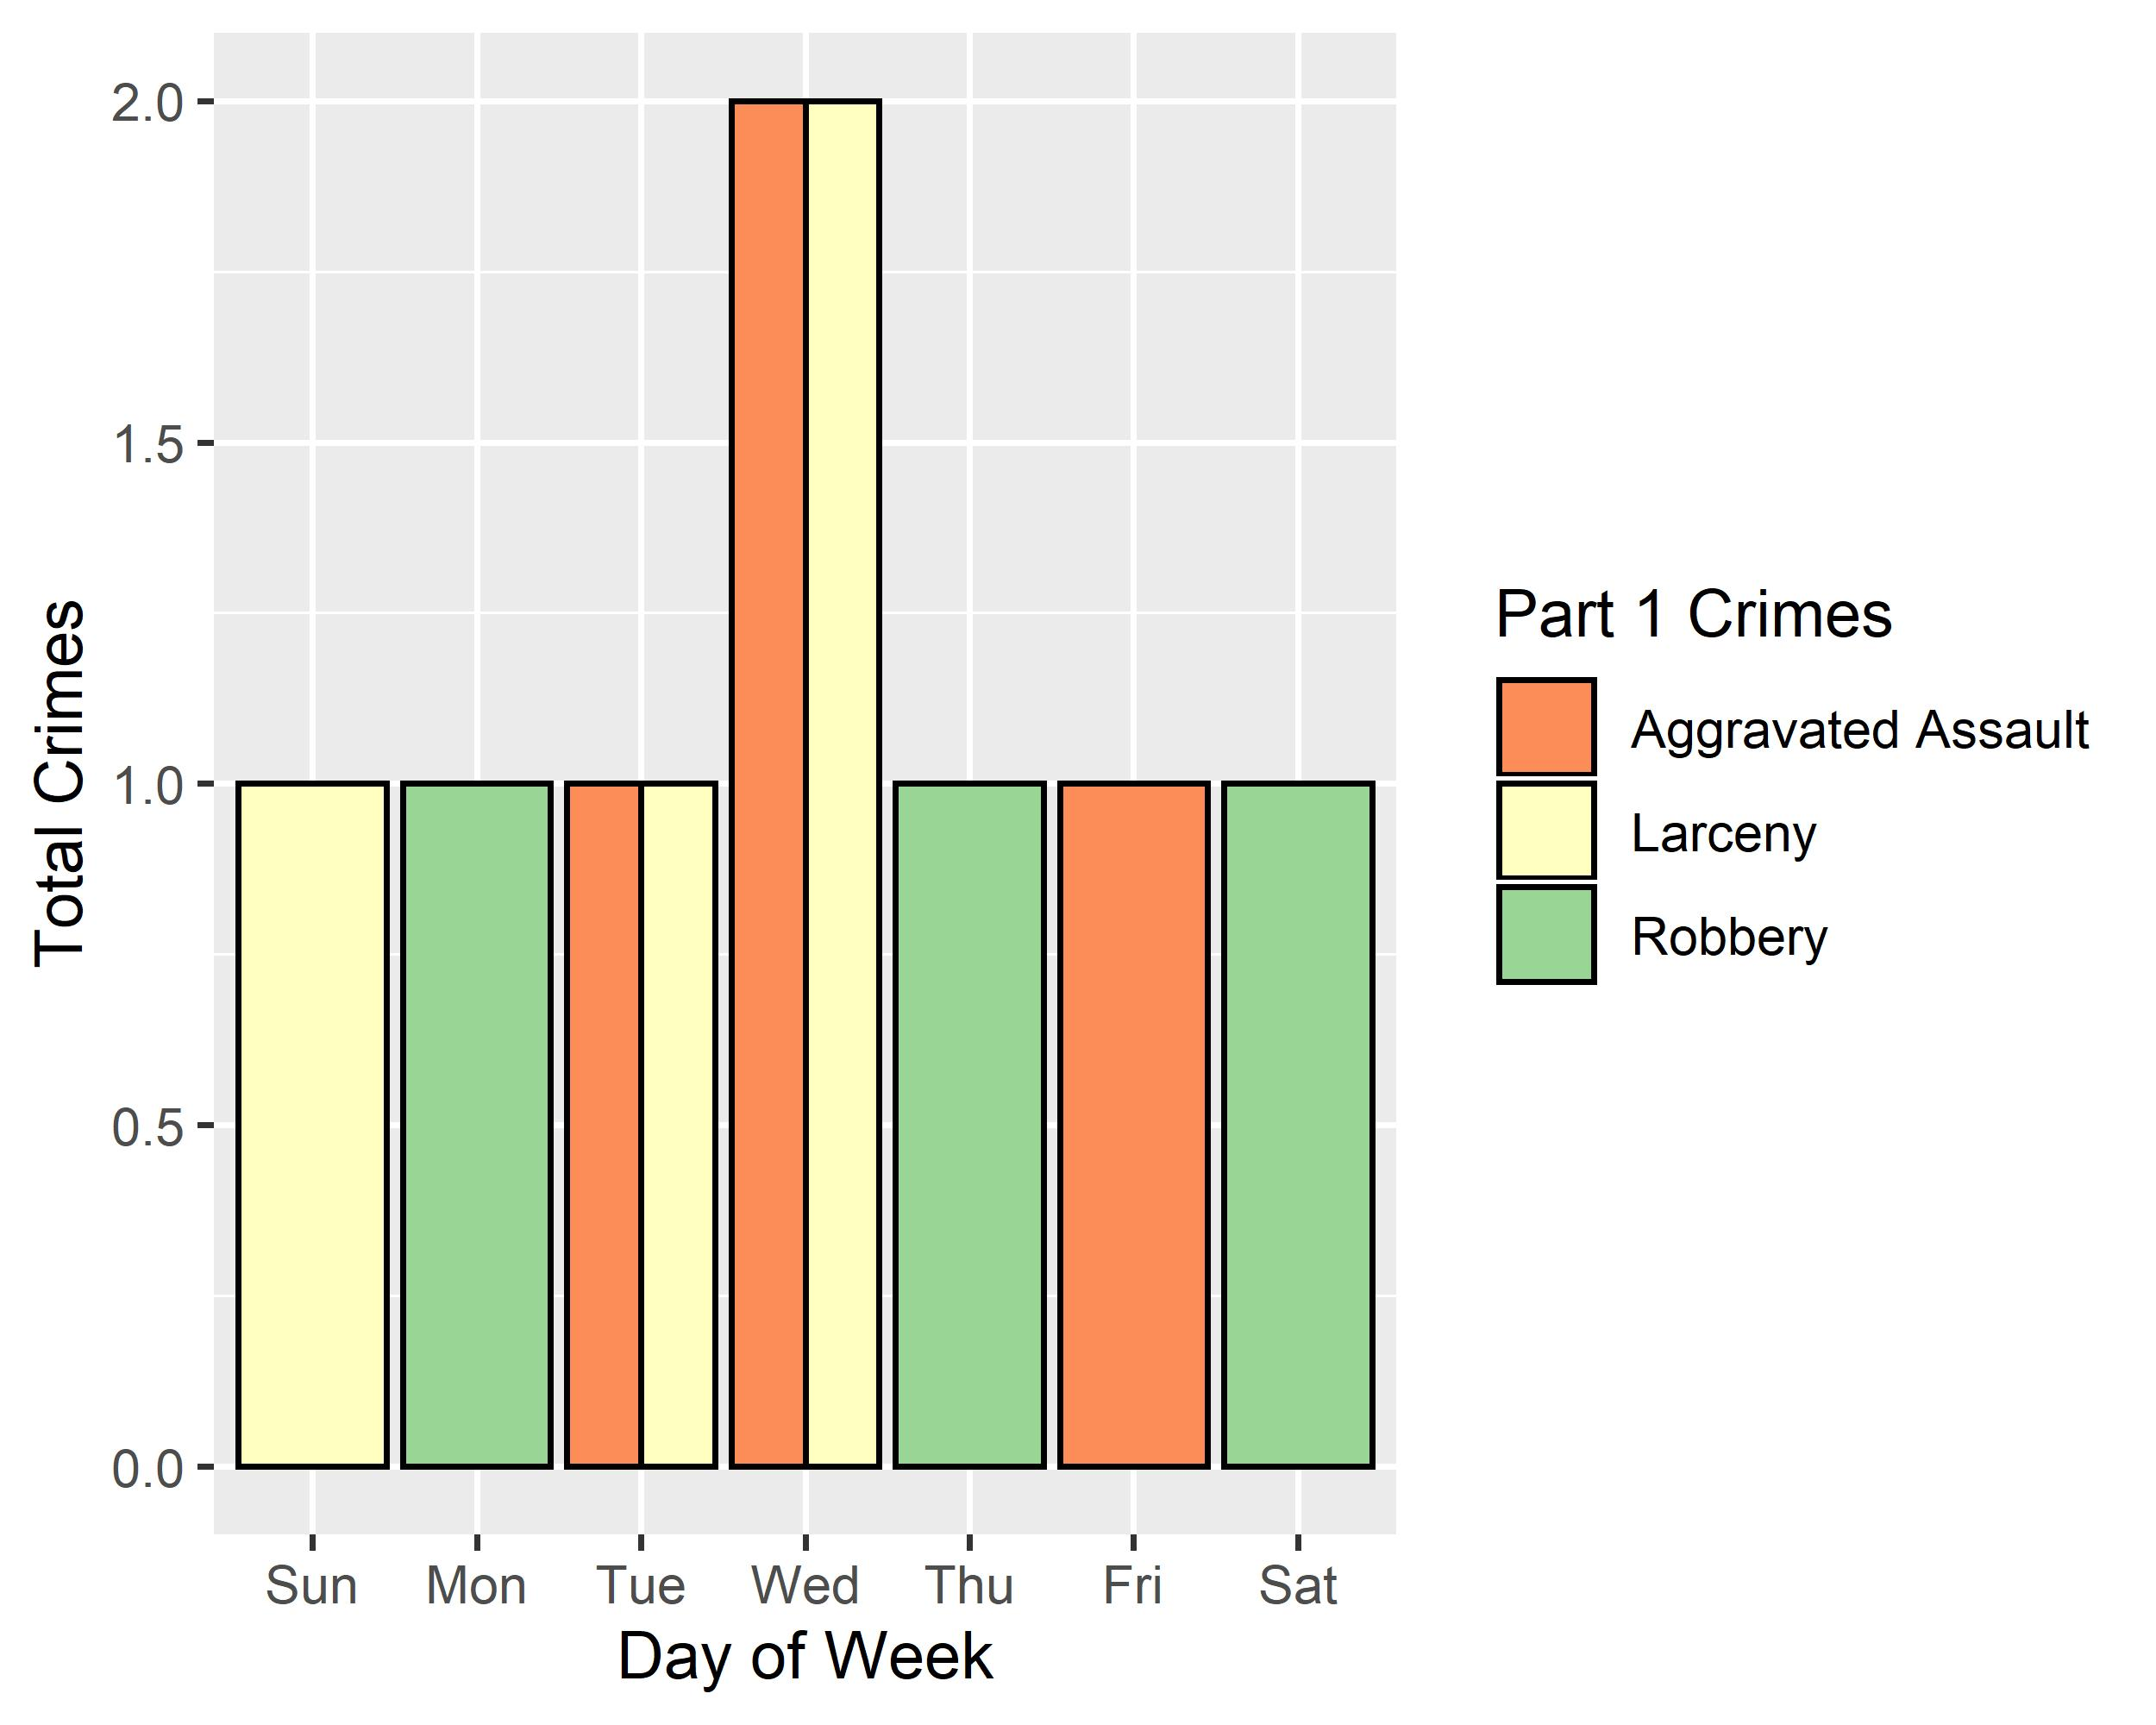 2.0
1.5
1.0
0.5
0.0
Total Crimes
Sun Mon Tue Wed Thu Fri Sat
Day of Week
Part 1 Crimes
Aggravated Assault
Larceny
Robbery